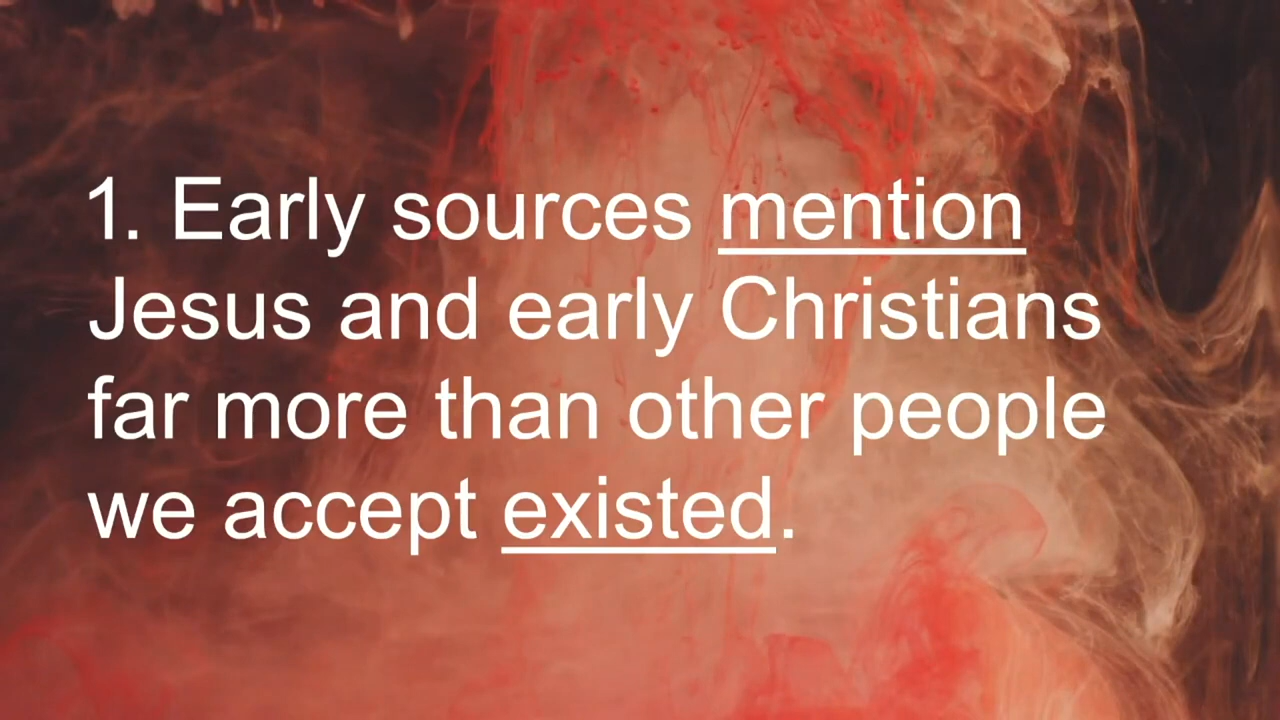 1. Early sources mention
Jesus and early Christians
far more than other people
we accept existed.